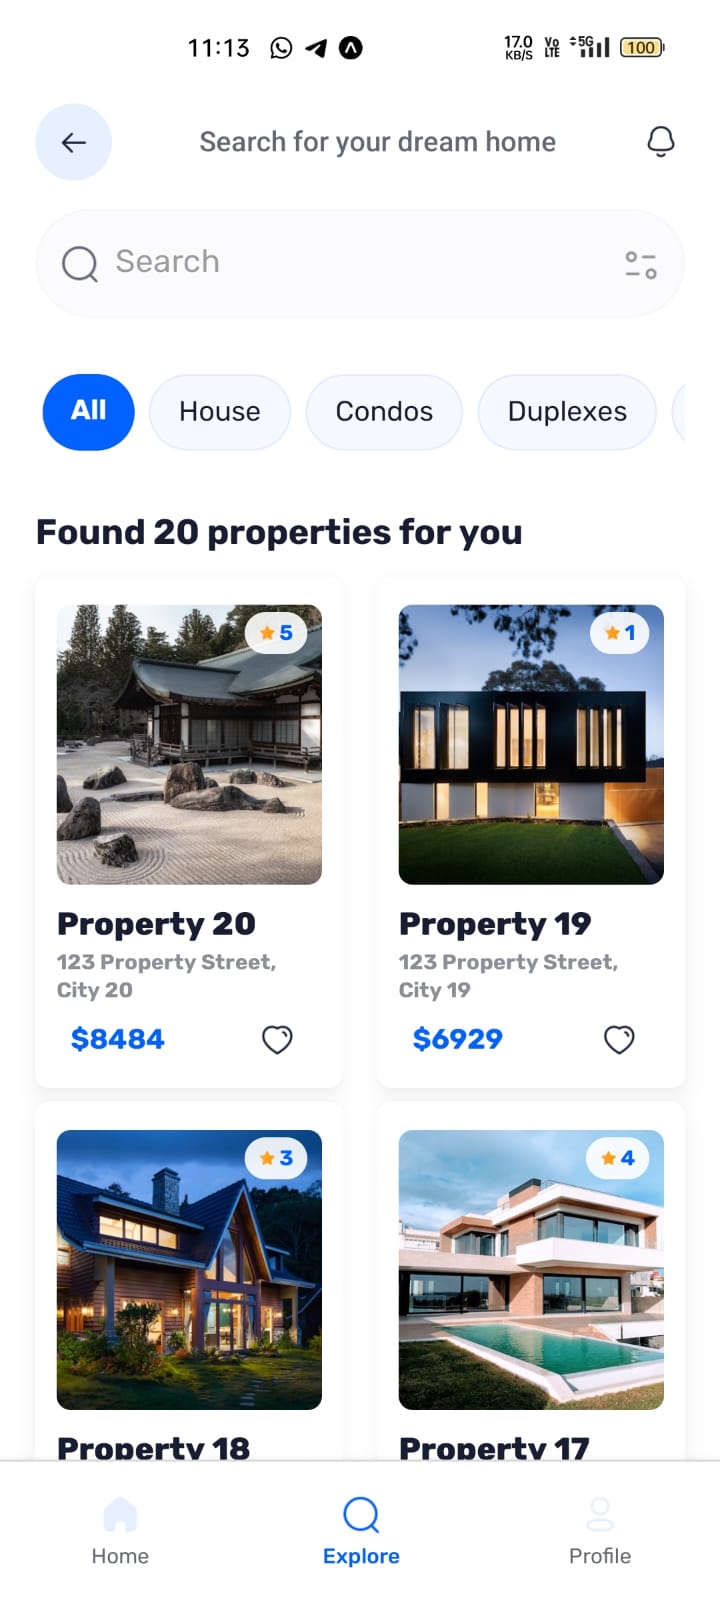 11:13
17.0 KB/S
Vo LTE
5G
100
Search for your dream home
Search
All
House
Condos
Duplexes
Found 20 properties for you
5
1
Property 20
Property 19
123 Property Street,
City 20
123 Property Street,
City 19
$8484
$6929
3
4
Property 18
Property 17
Home
Explore
Profile